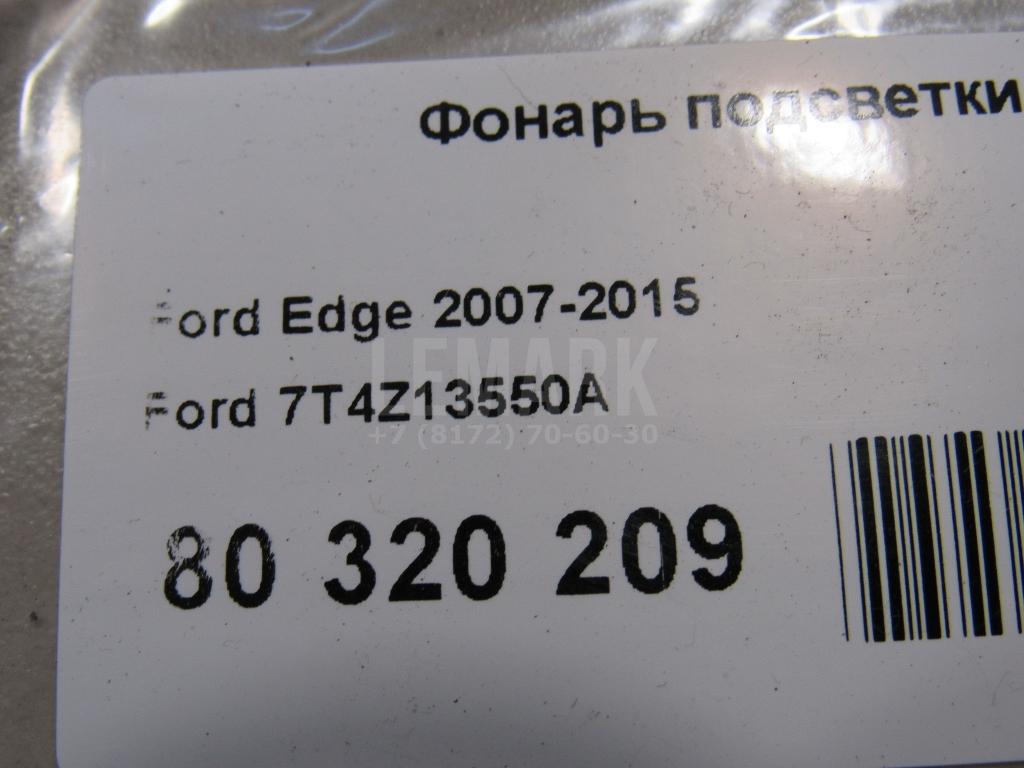 Фонарь подсветки
Ford Edge 2007-2015
LEMARK
Ford 7T4Z13550A
+7 (8172) 70-60-30
80 320 209